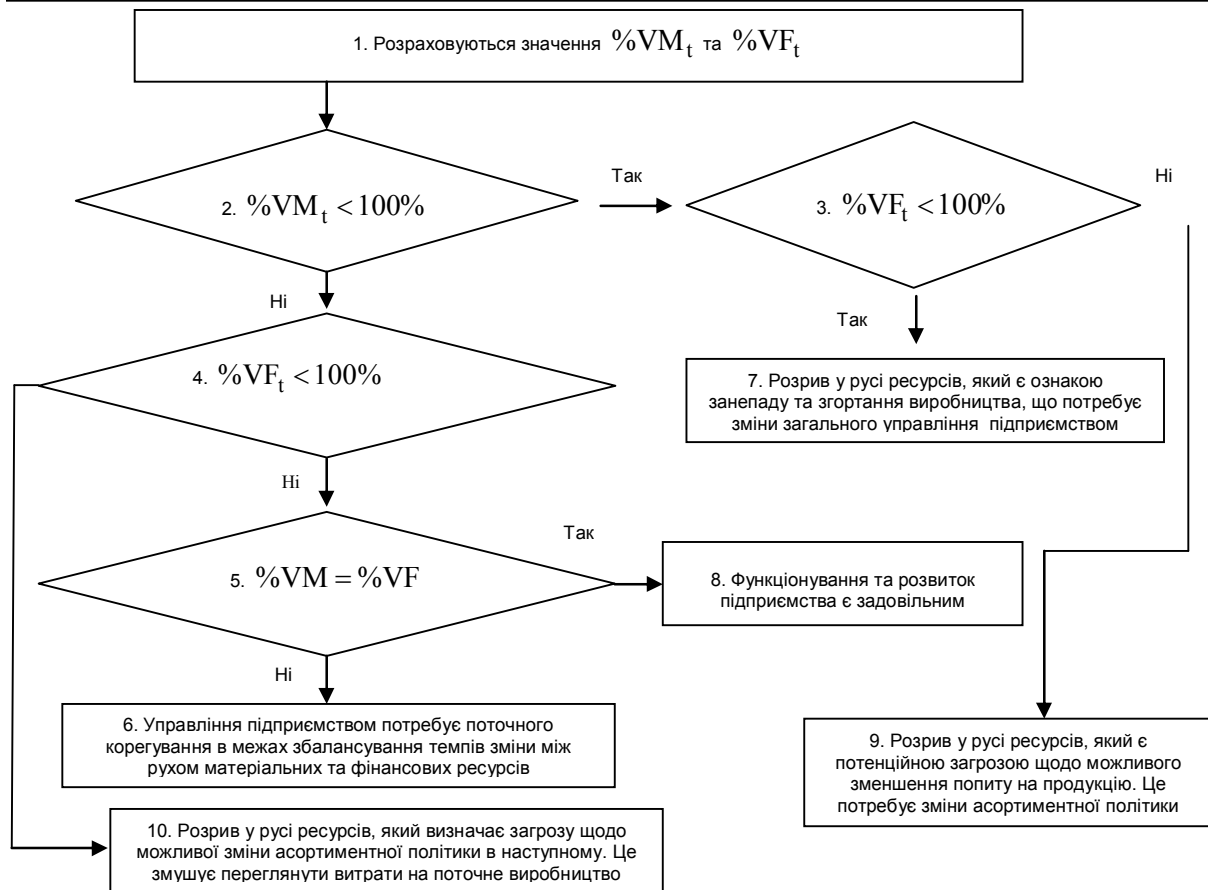 1. Розраховуються значення %VMt та %VFt
2. %VMt < 100%
Так
3. %VFt < 100%
Ні
Ні
Так
4. %VFt < 100%
7. Розрив у русі ресурсів, який є ознакою
занепаду та згортання виробництва, що потребує
зміни загального управління підприємством
Ні
Так
5. %VM = %VF
8. Функціонування та розвиток
підприємства є задовільним
Ні
6. Управління підприємством потребує поточного
корегування в межах збалансування темпів зміни між
рухом матеріальних та фінансових ресурсів
9. Розрив у русі ресурсів, який є
потенційною загрозою щодо можливого
зменшення попиту на продукцію. Це
потребує зміни асортиментної політики
10. Розрив у русі ресурсів, який визначає загрозу щодо
можливої зміни асортиментної політики в наступному. Це
змушує переглянути витрати на поточне виробництво